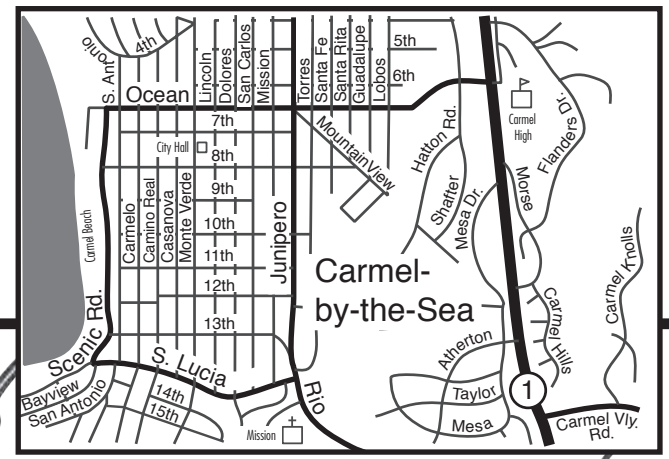 S. Antonio
4th
Lincoln
Dolores
San Carlos
Mission
Torres
Santa Fe
Santa Rita
Guadalupe
Lobos
5th
6th
Ocean
7th
City Hall
8th
MountainView
Hatton Rd.
Carmel
High
Flanders Dr.
Carmel Beach
Carmelo
Camino Real
Casanova
Monte Verde
9th
10th
11th
12th
13th
Junipero
Shafter
Mesa Dr.
Morse
Carmel-
by-the-Sea
Carmel Knolls
Carmel Hills
Scenic Rd.
S. Lucia
Atherton
Taylor
Mesa
1
Bayview
San Antonio
14th
15th
Mission
Rio
Carmel Vly.
Rd.